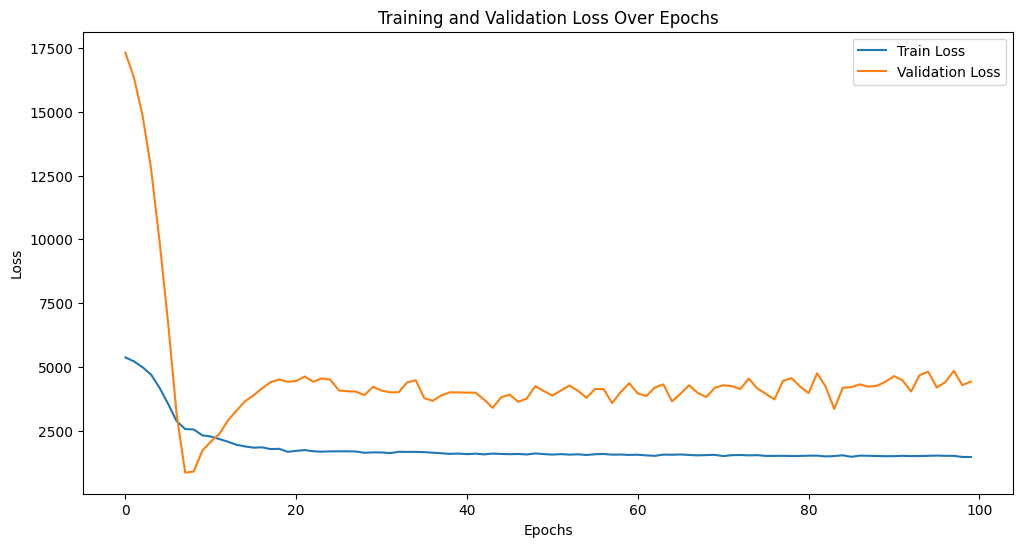 Training and Validation Loss Over Epochs
Train Loss
Validation Loss
17500
15000
12500
10000
7500
5000
2500
Loss
0
20
40
60
80
100
Epochs